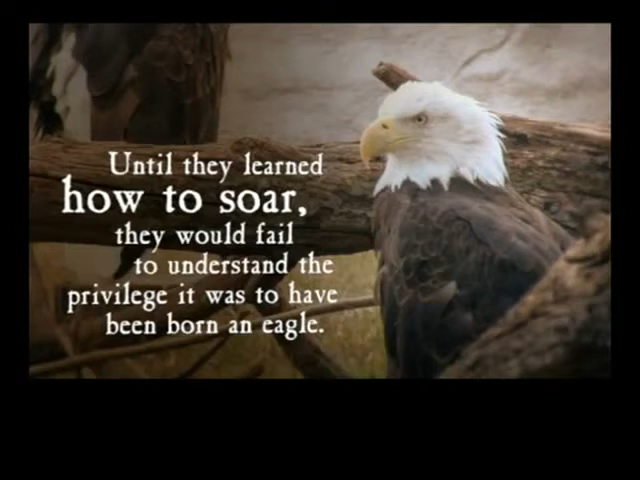 Until they learned
how to soar,
they would fail
to understand the
privilege it was to have
been born an eagle.